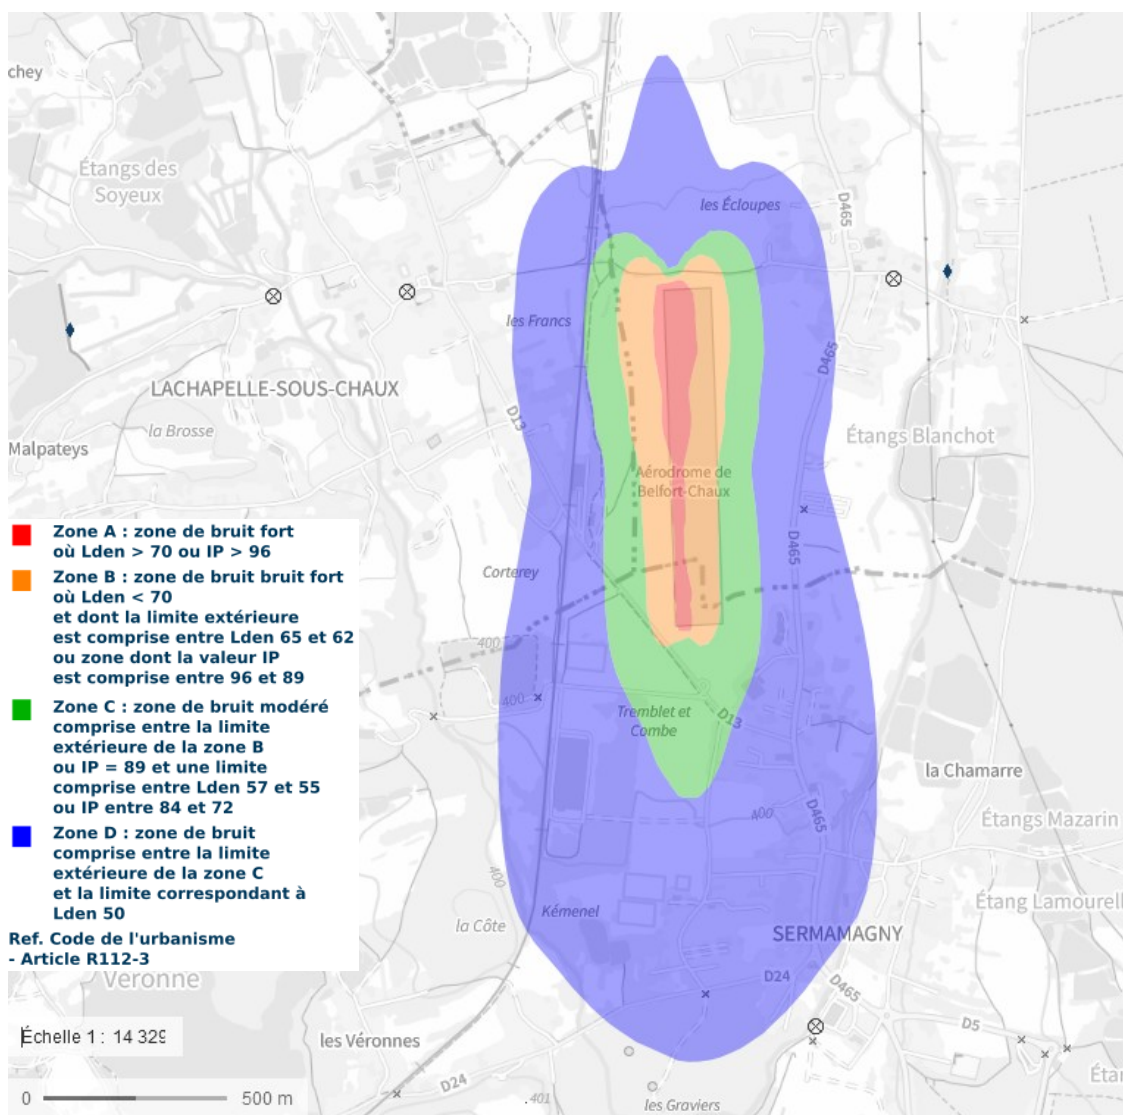 chey
Étangs des
Soyeux
les Écloupes
D465
les Francs
D465
LACHAPELLE-SOUS-CHAUX
D13
la Brosse
Malpateys
Étangs Blanchot
Aérodrome de
Belfort-Chaux
D465
Corterey
400
400
Tremblet et
Combe
D13
la Chamarre
400
D465
Étangs Mazarin
400
Étang Lamourell
Kémenel
la Côte
SERMAMAGNY
D24
D465
D5
Véronne
les Véronnes
D24
401
les Graviers
Étan
Zone A : zone de bruit fort
où Lden > 70 ou IP > 96
Zone B : zone de bruit bruit fort
où Lden < 70
et dont la limite extérieure
est comprise entre Lden 65 et 62
ou zone dont la valeur IP
est comprise entre 96 et 89
Zone C : zone de bruit modéré
comprise entre la limite
extérieure de la zone B
ou IP = 89 et une limite
comprise entre Lden 57 et 55
ou IP entre 84 et 72
Zone D : zone de bruit
comprise entre la limite
extérieure de la zone C
et la limite correspondant à
Lden 50
Ref. Code de l'urbanisme
- Article R112-3
Échelle 1 : 14 329
0 500 m